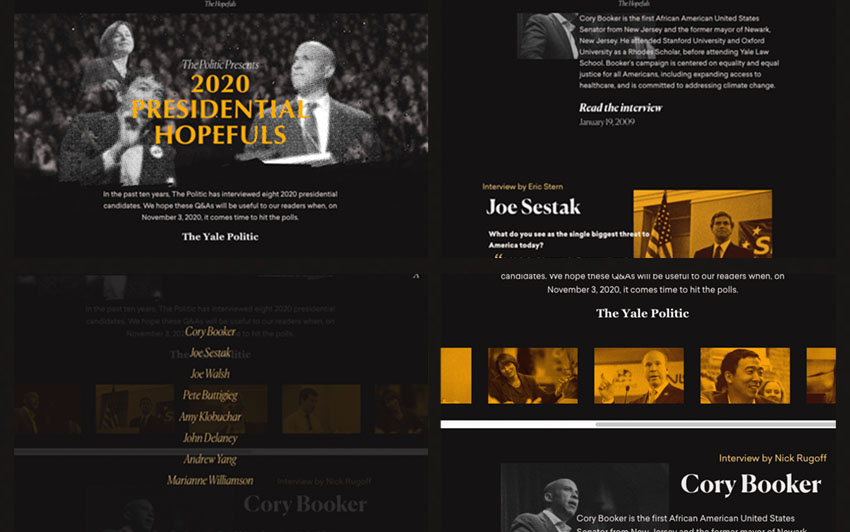 The Hopefuls
The Politic Presents
2020
PRESIDENTIAL
HOPEFULS
In the past ten years, The Politic has interviewed eight 2020 presidential
candidates. We hope these Q&As will be useful to our readers when, on
November 3, 2020, it comes time to hit the polls.
The Yale Politic
The Hopefuls
Cory Booker is the first African American United States
Senator from New Jersey and the former mayor of Newark,
New Jersey. He attended Stanford University and Oxford
University as a Rhodes Scholar, before attending Yale Law
School. Booker's campaign is centered on equality and equal
justice for all Americans, including expanding access to
healthcare, and is committed to addressing climate change.
Read the interview
January 19, 2009
Interview by Eric Stern
Joe Sestak
What do you see as the single biggest threat to
America today?
“
In the past ten years, The Politic has interviewed eight 2020 presidential
candidates. We hope these Q&As will be useful to our readers when, on
November 3, 2020, it comes time to hit the polls.
The Yale Politic
Cory Booker
Joe Sestak
Joe Walsh
Pete Buttigieg
Amy Klobuchar
John Delaney
Andrew Yang
Marianne Williamson
Interview by Nick Rugoff
Cory Booker
candidates. We hope these Q&As will be useful to our readers when, on
November 3, 2020, it comes time to hit the polls.
The Yale Politic
Interview by Nick Rugoff
Cory Booker
Cory Booker is the first African American United States
Senator from New Jersey and the former mayor of Newark,